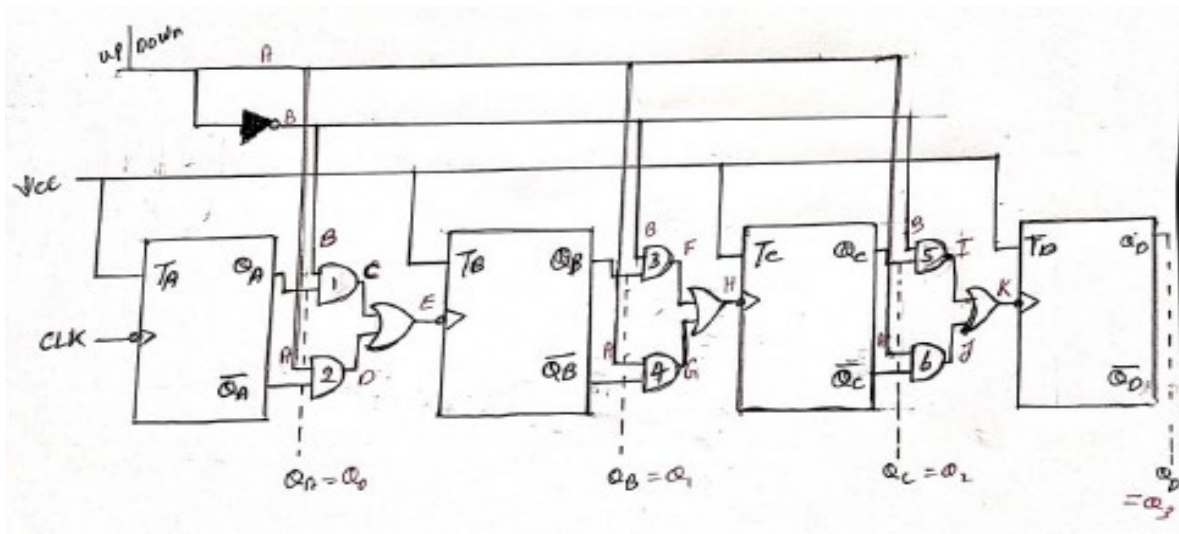 UP/DOWN
A
B
VCC
TA QA B C
TB QB B F
TC QC B I
TD QD
1
3
5
E
H
K
CLK
A D
A G
J
2
4
6
Q̅A̅
Q̅B̅
Q̅C̅
Q̅D̅
QA = Q0
QB = Q1
QC = Q2
QD
= Q3